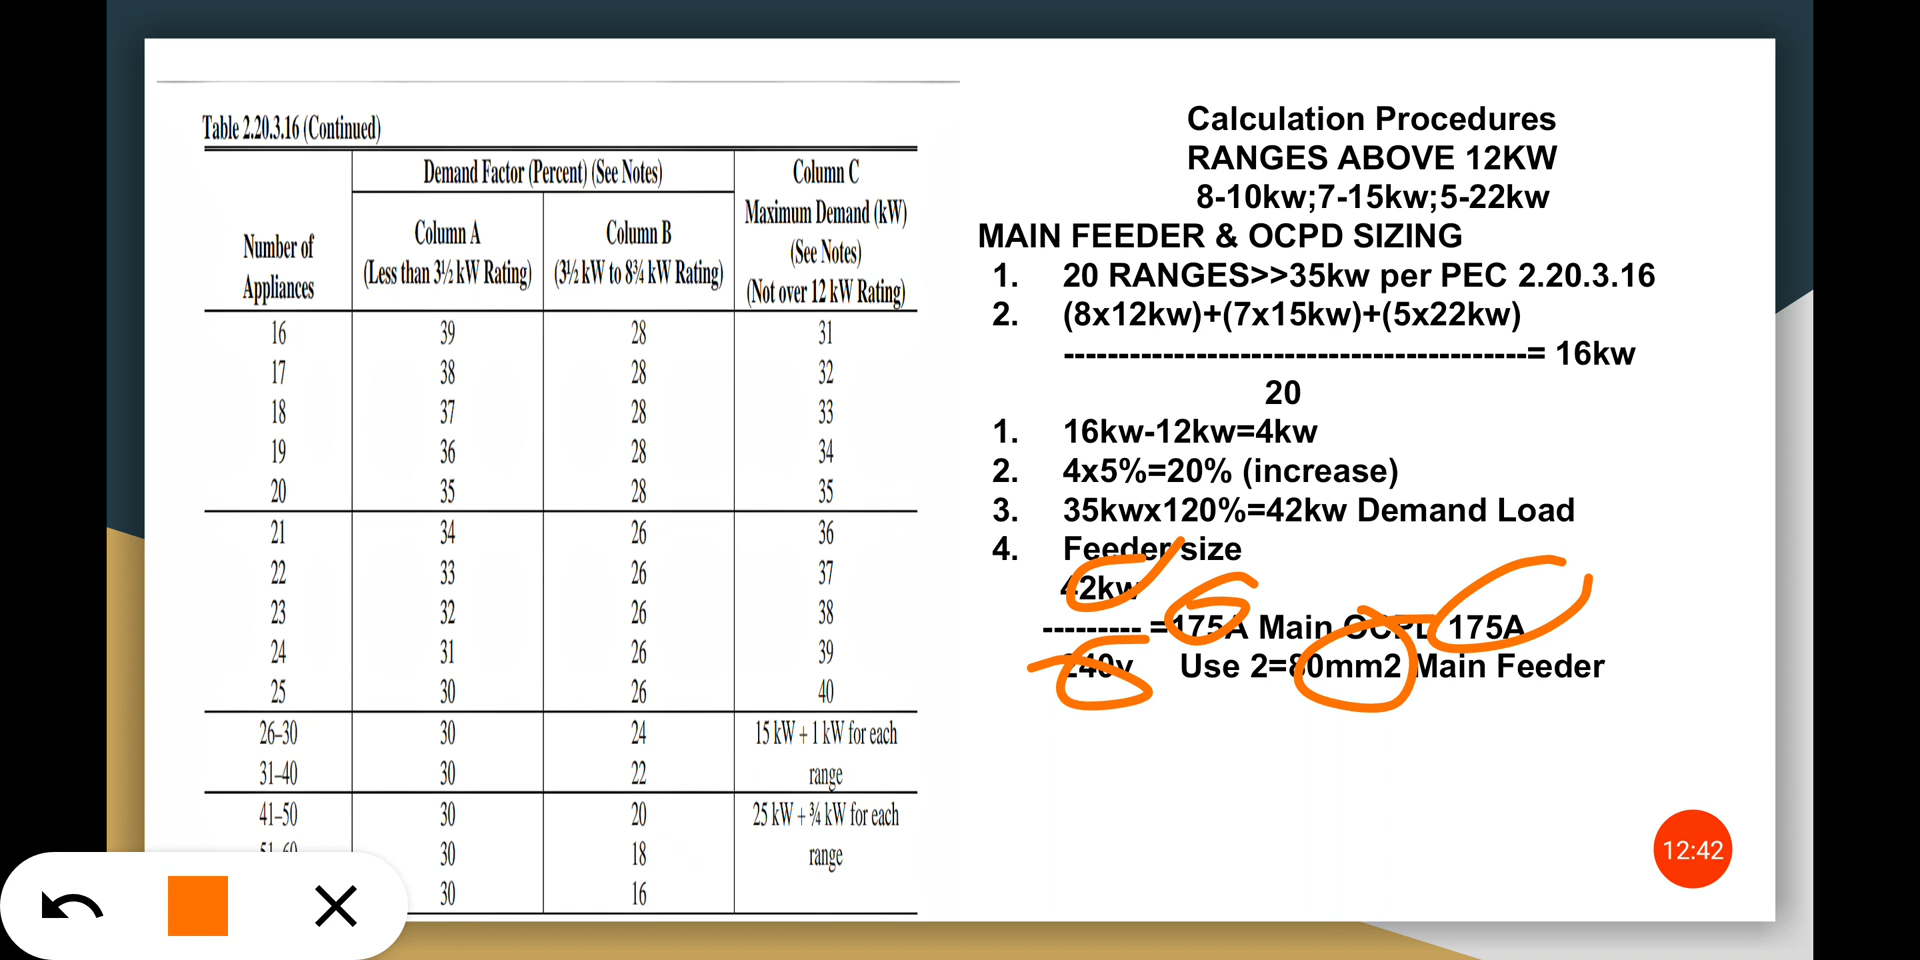 Table 2.20.3.16 (Continued)
Number of Appliances
Demand Factor (Percent) (See Notes)
Column A
(Less than 3½ kW Rating)
Column B
(3½ kW to 8¾ kW Rating)
Column C
Maximum Demand (kW)
(See Notes)
(Not over 12 kW Rating)
16 39 28 31
17 38 28 32
18 37 28 33
19 36 28 34
20 35 28 35
21 34 26 36
22 33 26 37
23 32 26 38
24 31 26 39
25 30 26 40
26–30 30 24 15 kW + 1 kW for each
31–40 30 22 range
41–50 30 20 25 kW + ¾ kW for each
51–60 30 18 range
30 16
Calculation Procedures
RANGES ABOVE 12KW
8-10kw;7-15kw;5-22kw
MAIN FEEDER & OCPD SIZING
1. 20 RANGES>>35kw per PEC 2.20.3.16
2. (8x12kw)+(7x15kw)+(5x22kw)
------------------------------------------= 16kw
20
1. 16kw-12kw=4kw
2. 4x5%=20% (increase)
3. 35kwx120%=42kw Demand Load
4. Feeder size
42kw
--------- =175A Main OCPD 175A
240v Use 2=80mm2 Main Feeder
12:42